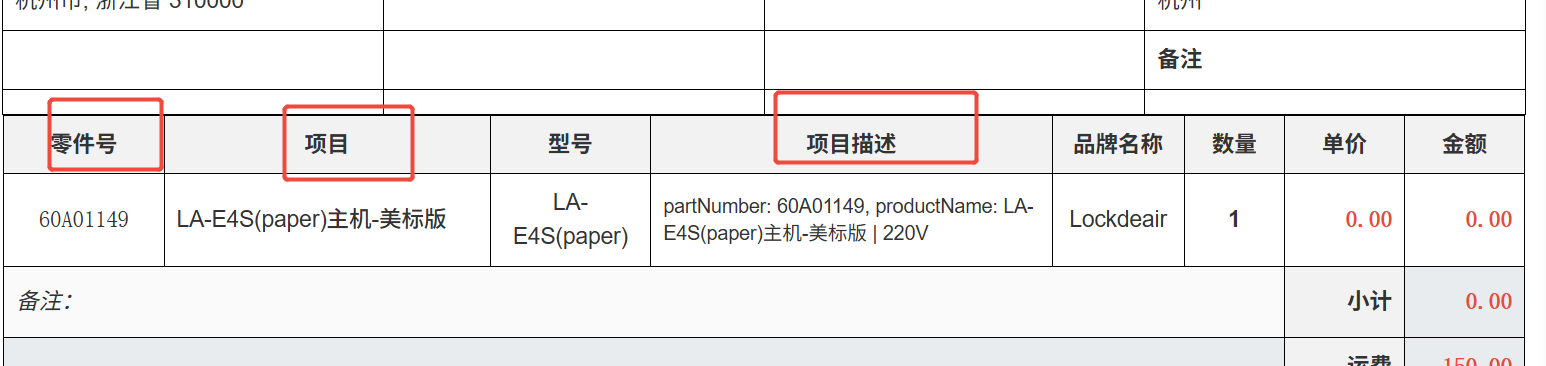 杭州市, 浙江省 310000
杭州
备注
零件号 项目 型号 项目描述 品牌名称 数量 单价 金额
60A01149 LA-E4S(paper)主机-美标版 LA- partNumber: 60A01149, productName: LA- Lockdeair 1 0.00 0.00
E4S(paper) E4S(paper)主机-美标版 | 220V
备注: 小计 0.00
运费 150.00